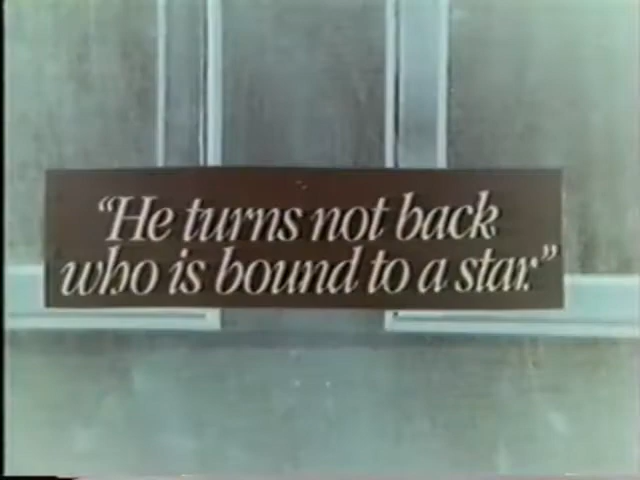 “He turns not back
who is bound to a star.”